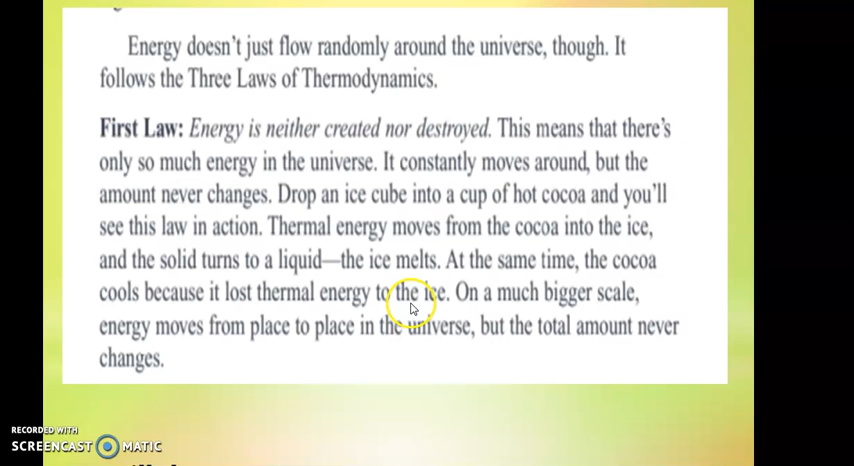 Energy doesn't just flow randomly around the universe, though. It
follows the Three Laws of Thermodynamics.
First Law: Energy is neither created nor destroyed. This means that there's
only so much energy in the universe. It constantly moves around, but the
amount never changes. Drop an ice cube into a cup of hot cocoa and you'll
see this law in action. Thermal energy moves from the cocoa into the ice,
and the solid turns to a liquid—the ice melts. At the same time, the cocoa
cools because it lost thermal energy to the ice. On a much bigger scale,
energy moves from place to place in the universe, but the total amount never
changes.
RECORDED WITH
SCREENCAST MATIC